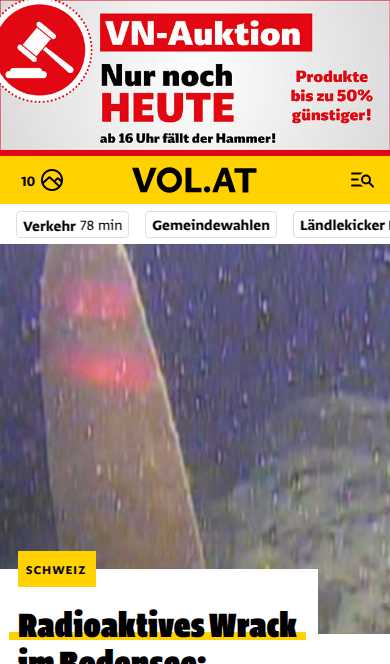 VN-Auktion
Nur noch
HEUTE
ab 16 Uhr fällt der Hammer!
Produkte
bis zu 50%
günstiger!
10
VOL.AT
Verkehr 78 min
Gemeindewahlen
Ländlekicker
SCHWEIZ
Radioaktives Wrack
im Bodensee: